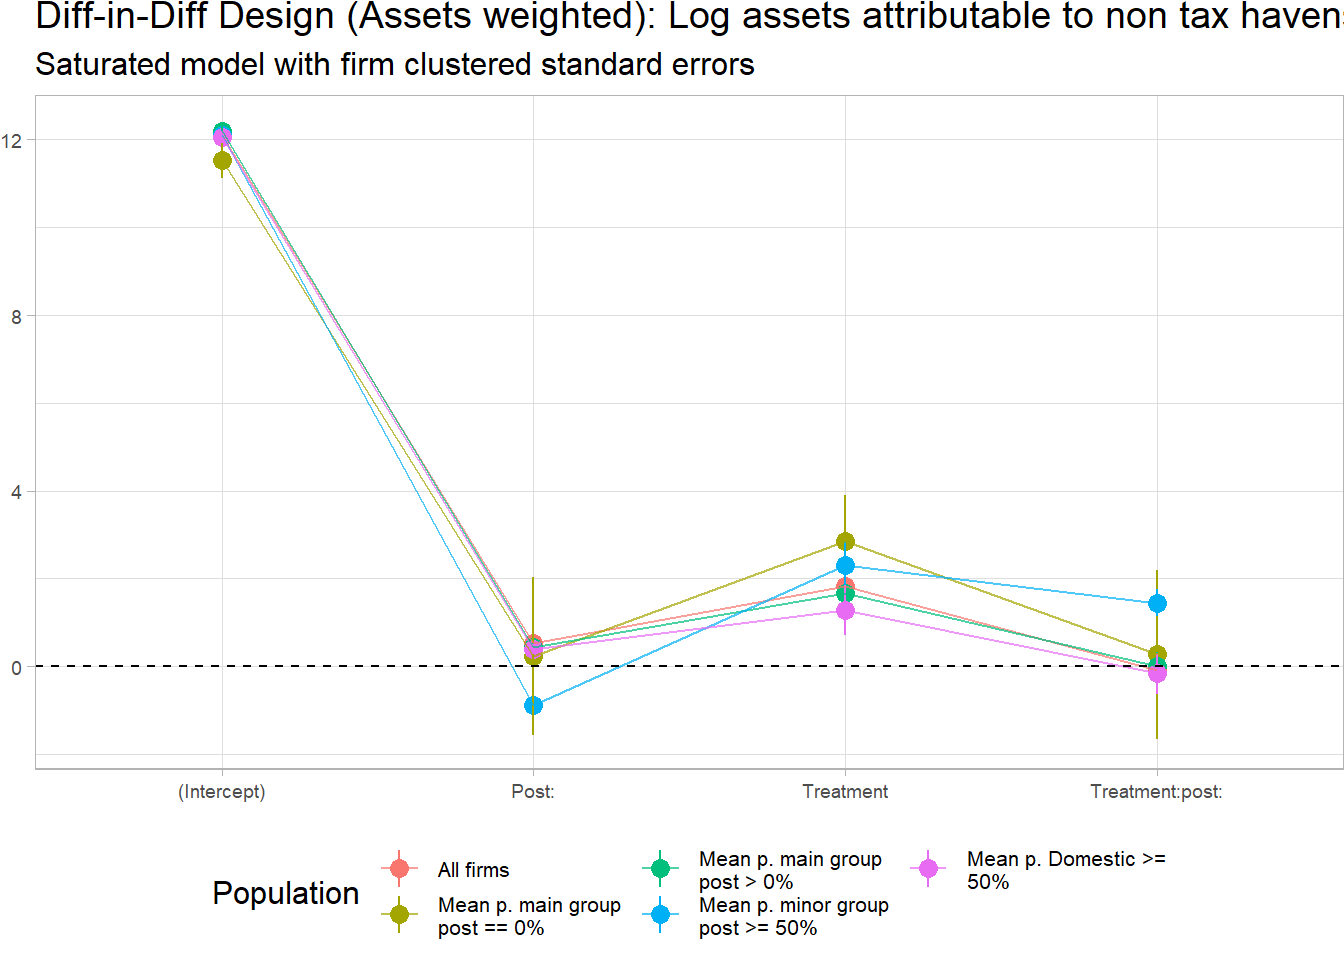 Diff-in-Diff Design (Assets weighted): Log assets attributable to non tax havens
Saturated model with firm clustered standard errors
12
8
4
0
(Intercept)
Post:
Treatment
Treatment:post:
Population
All firms
Mean p. main group
post == 0%
Mean p. main group
post > 0%
Mean p. minor group
post >= 50%
Mean p. Domestic >=
50%